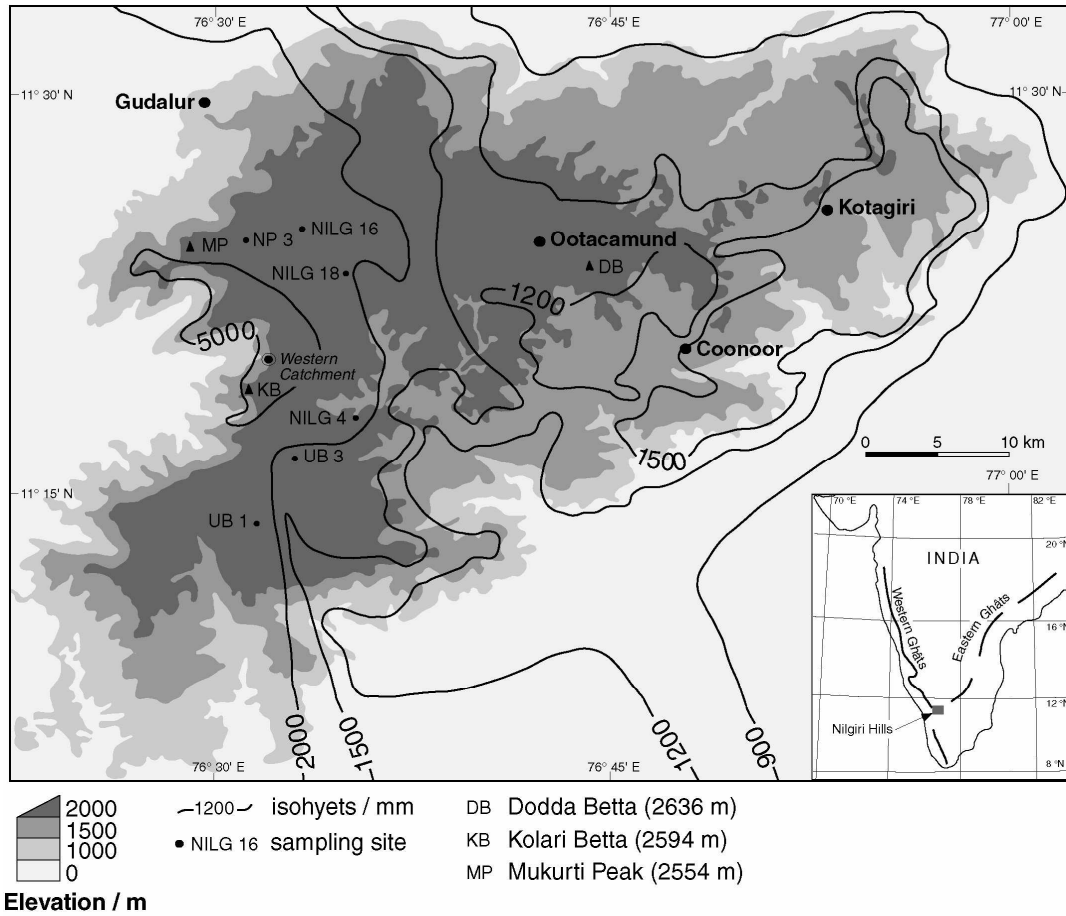 76° 30' E
76° 45' E
77° 00' E
11° 30' N
11° 30' N
Gudalur
Kotagiri
NILG 16
NP 3
MP
Ootacamund
DB
NILG 18
1200
5000
Coonoor
Western
Catchment
KB
NILG 4
UB 3
1500
0 5 10 km
77° 00' E
11° 15' N
UB 1
70 °E
74 °E
78 °E
82 °E
20 °N
INDIA
Western Ghâts
Eastern Ghâts
16 °N
12 °N
Nilgiri Hills
8 °N
2000
1500
1200
900
76° 30' E
76° 45' E
2000
1500
1000
0
Elevation / m
1200 isohyets / mm
NILG 16 sampling site
DB Dodda Betta (2636 m)
KB Kolari Betta (2594 m)
MP Mukurti Peak (2554 m)